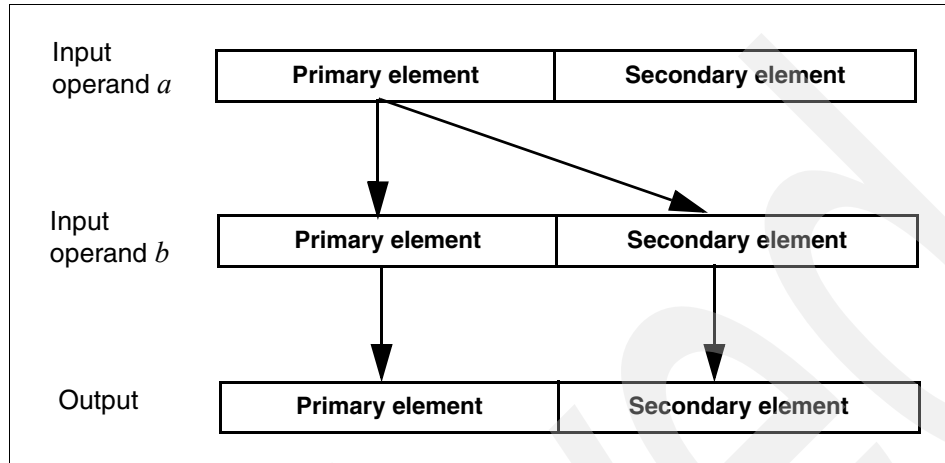 Input
operand a
Primary element Secondary element
Input
operand b
Primary element Secondary element
Output
Primary element Secondary element